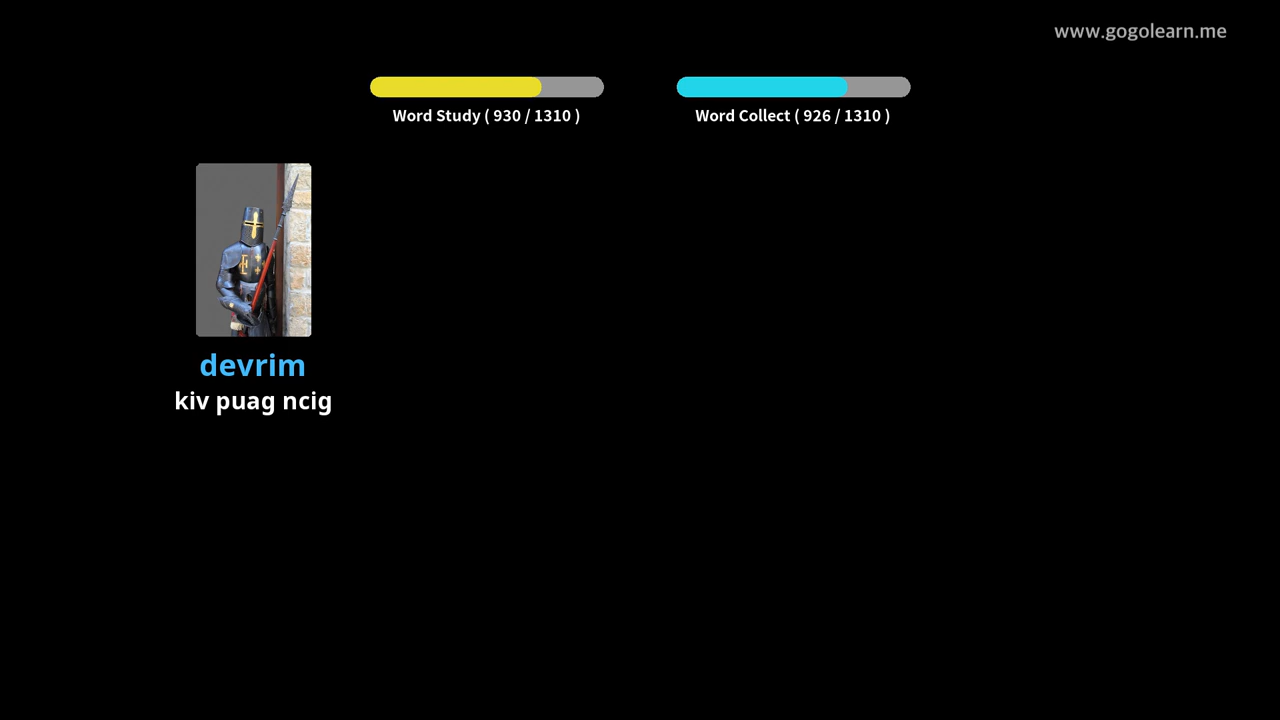 www.gogolearn.me
Word Study ( 930 / 1310 )
Word Collect ( 926 / 1310 )
devrim
kiv puag ncig